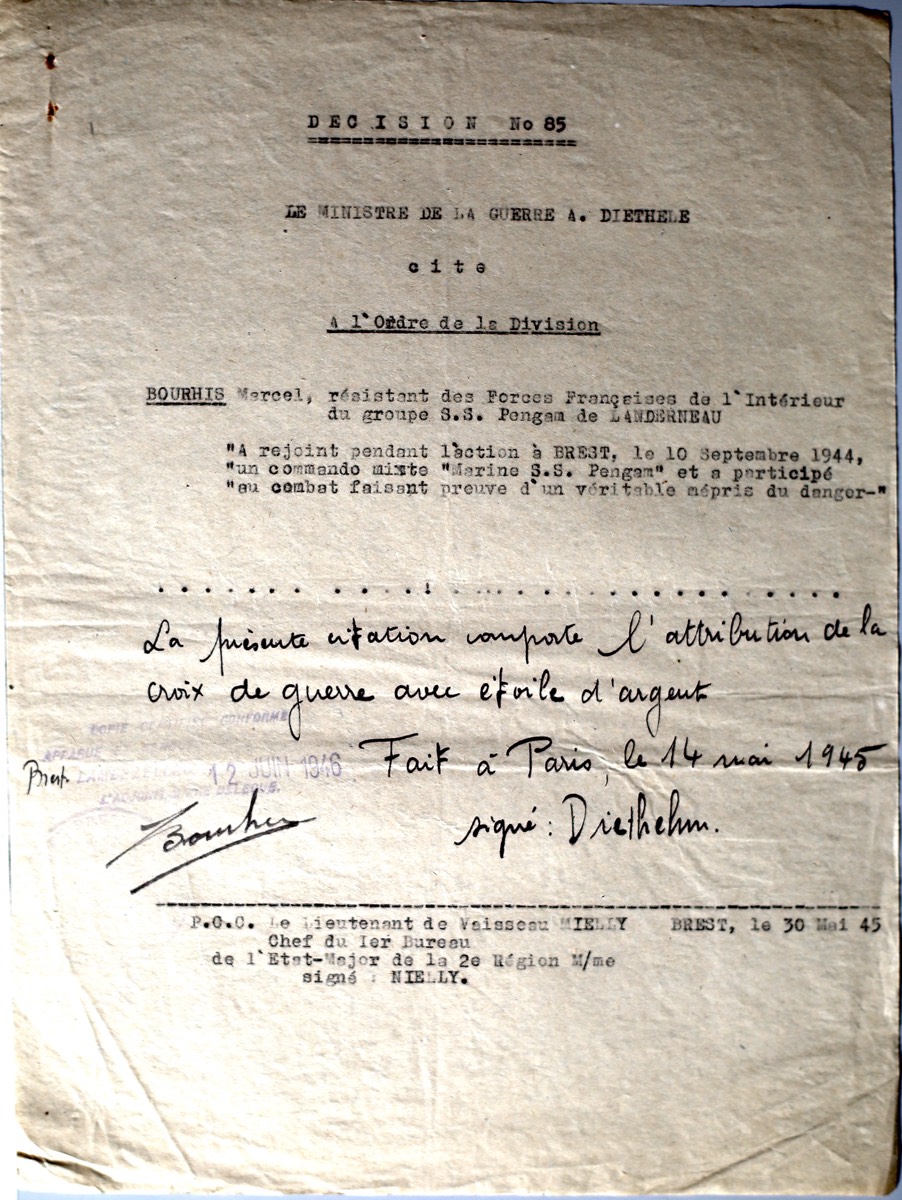 DECISION No 85
LE MINISTRE DE LA GUERRE A. DIETHELE
cite
A l'Ordre de la Division
BOURHIS Marcel, résistant des Forces Françaises de l'Intérieur
du groupe S.S. Pengam de LANDERNEAU
"A rejoint pendant l'action à BREST, le 10 Septembre 1944,
"un commando mixte "Marine S.S. Pengam" et a participé
"au combat faisant preuve d'un véritable mépris du danger-"
La présente citation comporte l'attribution de la
croix de guerre avec étoile d'argent
COPIE CONFORME
Fait à Paris, le 14 mai 1945
Brest
12 JUIN 1946
signé : Diethelm.
P.C.C. Le Lieutenant de Vaisseau MIELLY BREST, le 30 Mai 45
Chef du Ier Bureau
de l'Etat-Major de la 2e Région M/me
signé : NIELLY.